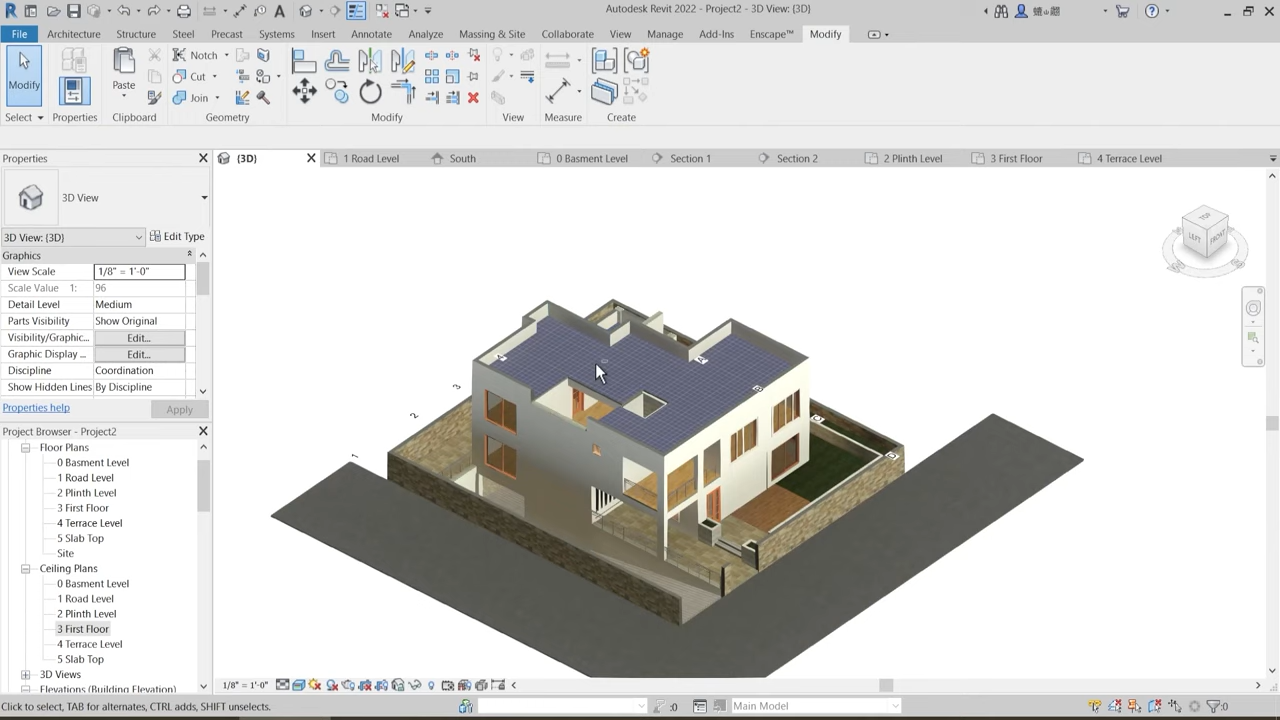 Autodesk Revit 2022 - Project2 - 3D View: {3D}
File Architecture Structure Steel Precast Systems Insert Annotate Analyze Massing & Site Collaborate View Manage Add-Ins Enscape™ Modify
Modify
Paste
Notch
Cut
Join
Select Properties Clipboard Geometry Modify View Measure Create
Properties
{3D} 1 Road Level South 0 Basment Level Section 1 Section 2 2 Plinth Level 3 First Floor 4 Terrace Level
3D View
3D View: {3D} Edit Type
Graphics
View Scale 1/8" = 1'-0"
Scale Value 1: 96
Detail Level Medium
Parts Visibility Show Original
Visibility/Graphic... Edit...
Graphic Display ... Edit...
Discipline Coordination
Show Hidden Lines By Discipline
Properties help Apply
Project Browser - Project2
Floor Plans
0 Basment Level
1 Road Level
2 Plinth Level
3 First Floor
4 Terrace Level
5 Slab Top
Site
Ceiling Plans
0 Basment Level
1 Road Level
2 Plinth Level
3 First Floor
4 Terrace Level
5 Slab Top
3D Views
Elevations (Building Elevation)
TOP
LEFT FRONT
3
2
1
1/8" = 1'-0"
Click to select, TAB for alternates, CTRL adds, SHIFT unselects.
:0
Main Model
:0